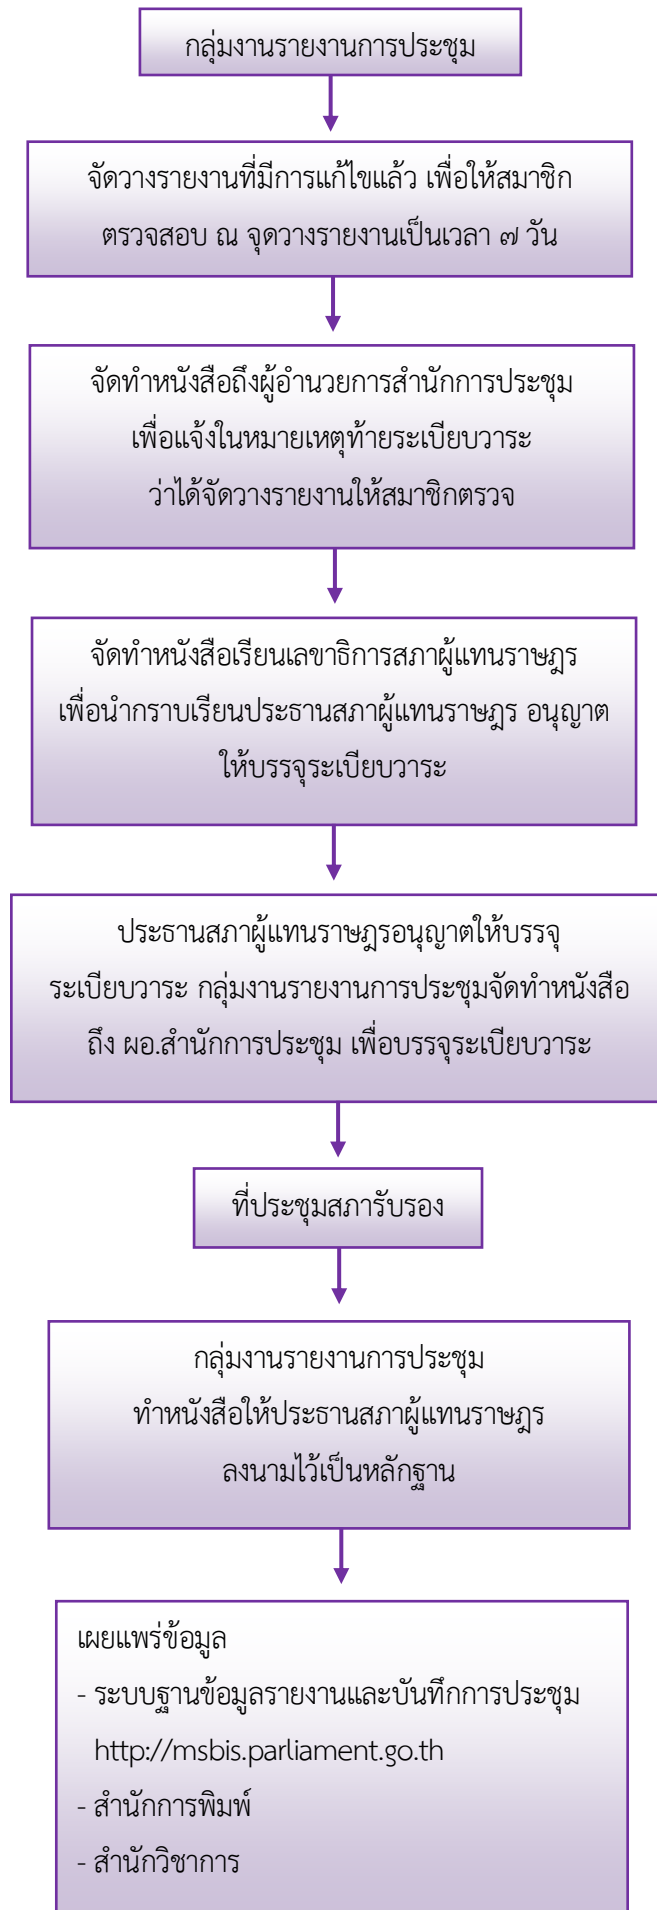 กลุ่มงานรายงานการประชุม
จัดวางรายงานที่มีการแก้ไขแล้ว เพื่อให้สมาชิก
ตรวจสอบ ณ จุดวางรายงานเป็นเวลา ๗ วัน
จัดทำหนังสือถึงผู้อำนวยการสำนักการประชุม
เพื่อแจ้งในหมายเหตุท้ายระเบียบวาระ
ว่าได้จัดวางรายงานให้สมาชิกตรวจ
จัดทำหนังสือเรียนเลขาธิการสภาผู้แทนราษฎร
เพื่อนำกราบเรียนประธานสภาผู้แทนราษฎร อนุญาต
ให้บรรจุระเบียบวาระ
ประธานสภาผู้แทนราษฎรอนุญาตให้บรรจุ
ระเบียบวาระ กลุ่มงานรายงานการประชุมจัดทำหนังสือ
ถึง ผอ.สำนักการประชุม เพื่อบรรจุระเบียบวาระ
ที่ประชุมสภารับรอง
กลุ่มงานรายงานการประชุม
ทำหนังสือให้ประธานสภาผู้แทนราษฎร
ลงนามไว้เป็นหลักฐาน
เผยแพร่ข้อมูล
- ระบบฐานข้อมูลรายงานและบันทึกการประชุม
http://msbis.parliament.go.th
- สำนักการพิมพ์
- สำนักวิชาการ